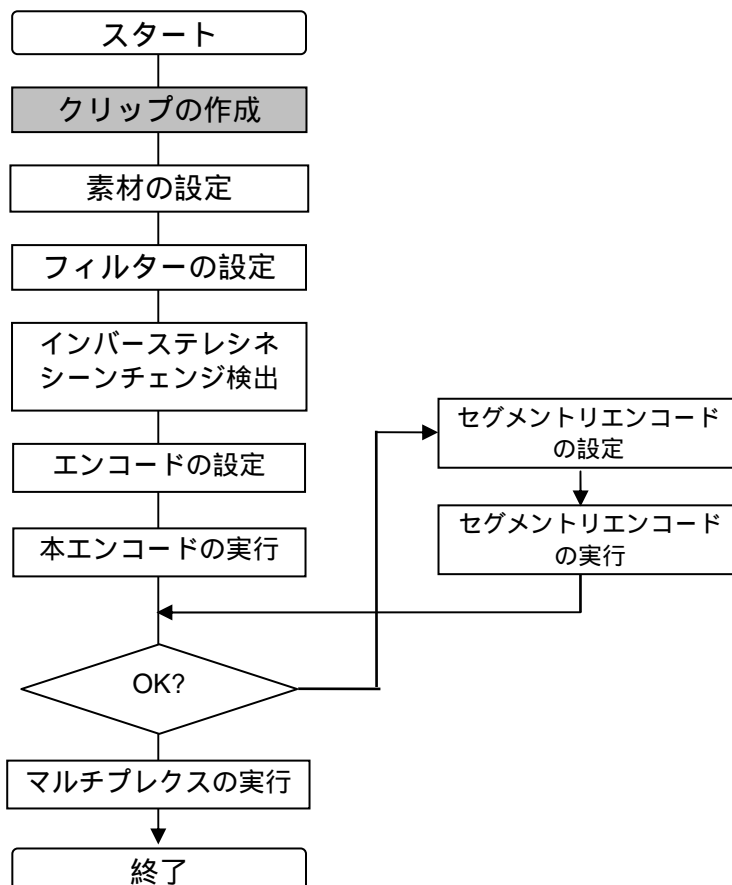 スタート
クリップの作成
素材の設定
フィルターの設定
インバーステレシネ
シーンチェンジ検出
エンコードの設定
本エンコードの実行
セグメントリエンコード
の設定
セグメントリエンコード
の実行
OK?
マルチプレクスの実行
終了